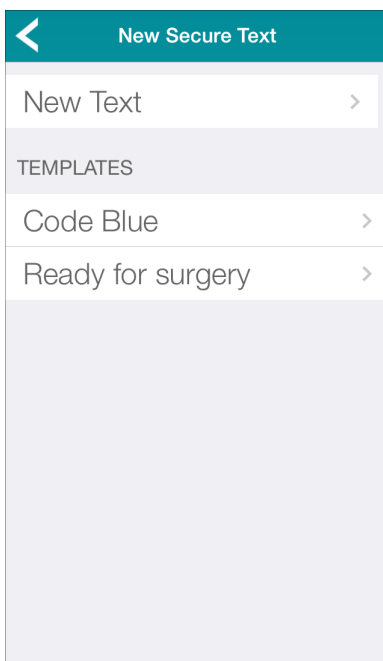 New Secure Text
New Text
TEMPLATES
Code Blue
Ready for surgery